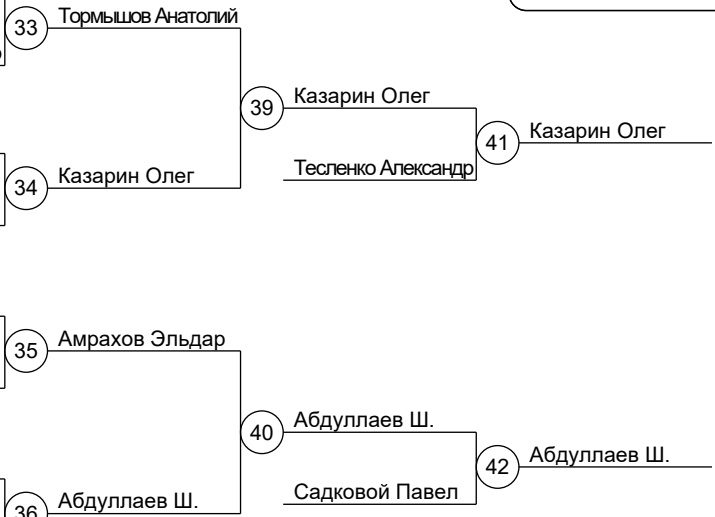 33 Тормышов Анатолий
39 Казарин Олег
41 Казарин Олег
Тесленко Александр
34 Казарин Олег
35 Амрахов Эльдар
40 Абдуллаев Ш.
42 Абдуллаев Ш.
Садковой Павел
36 Абдуллаев Ш.